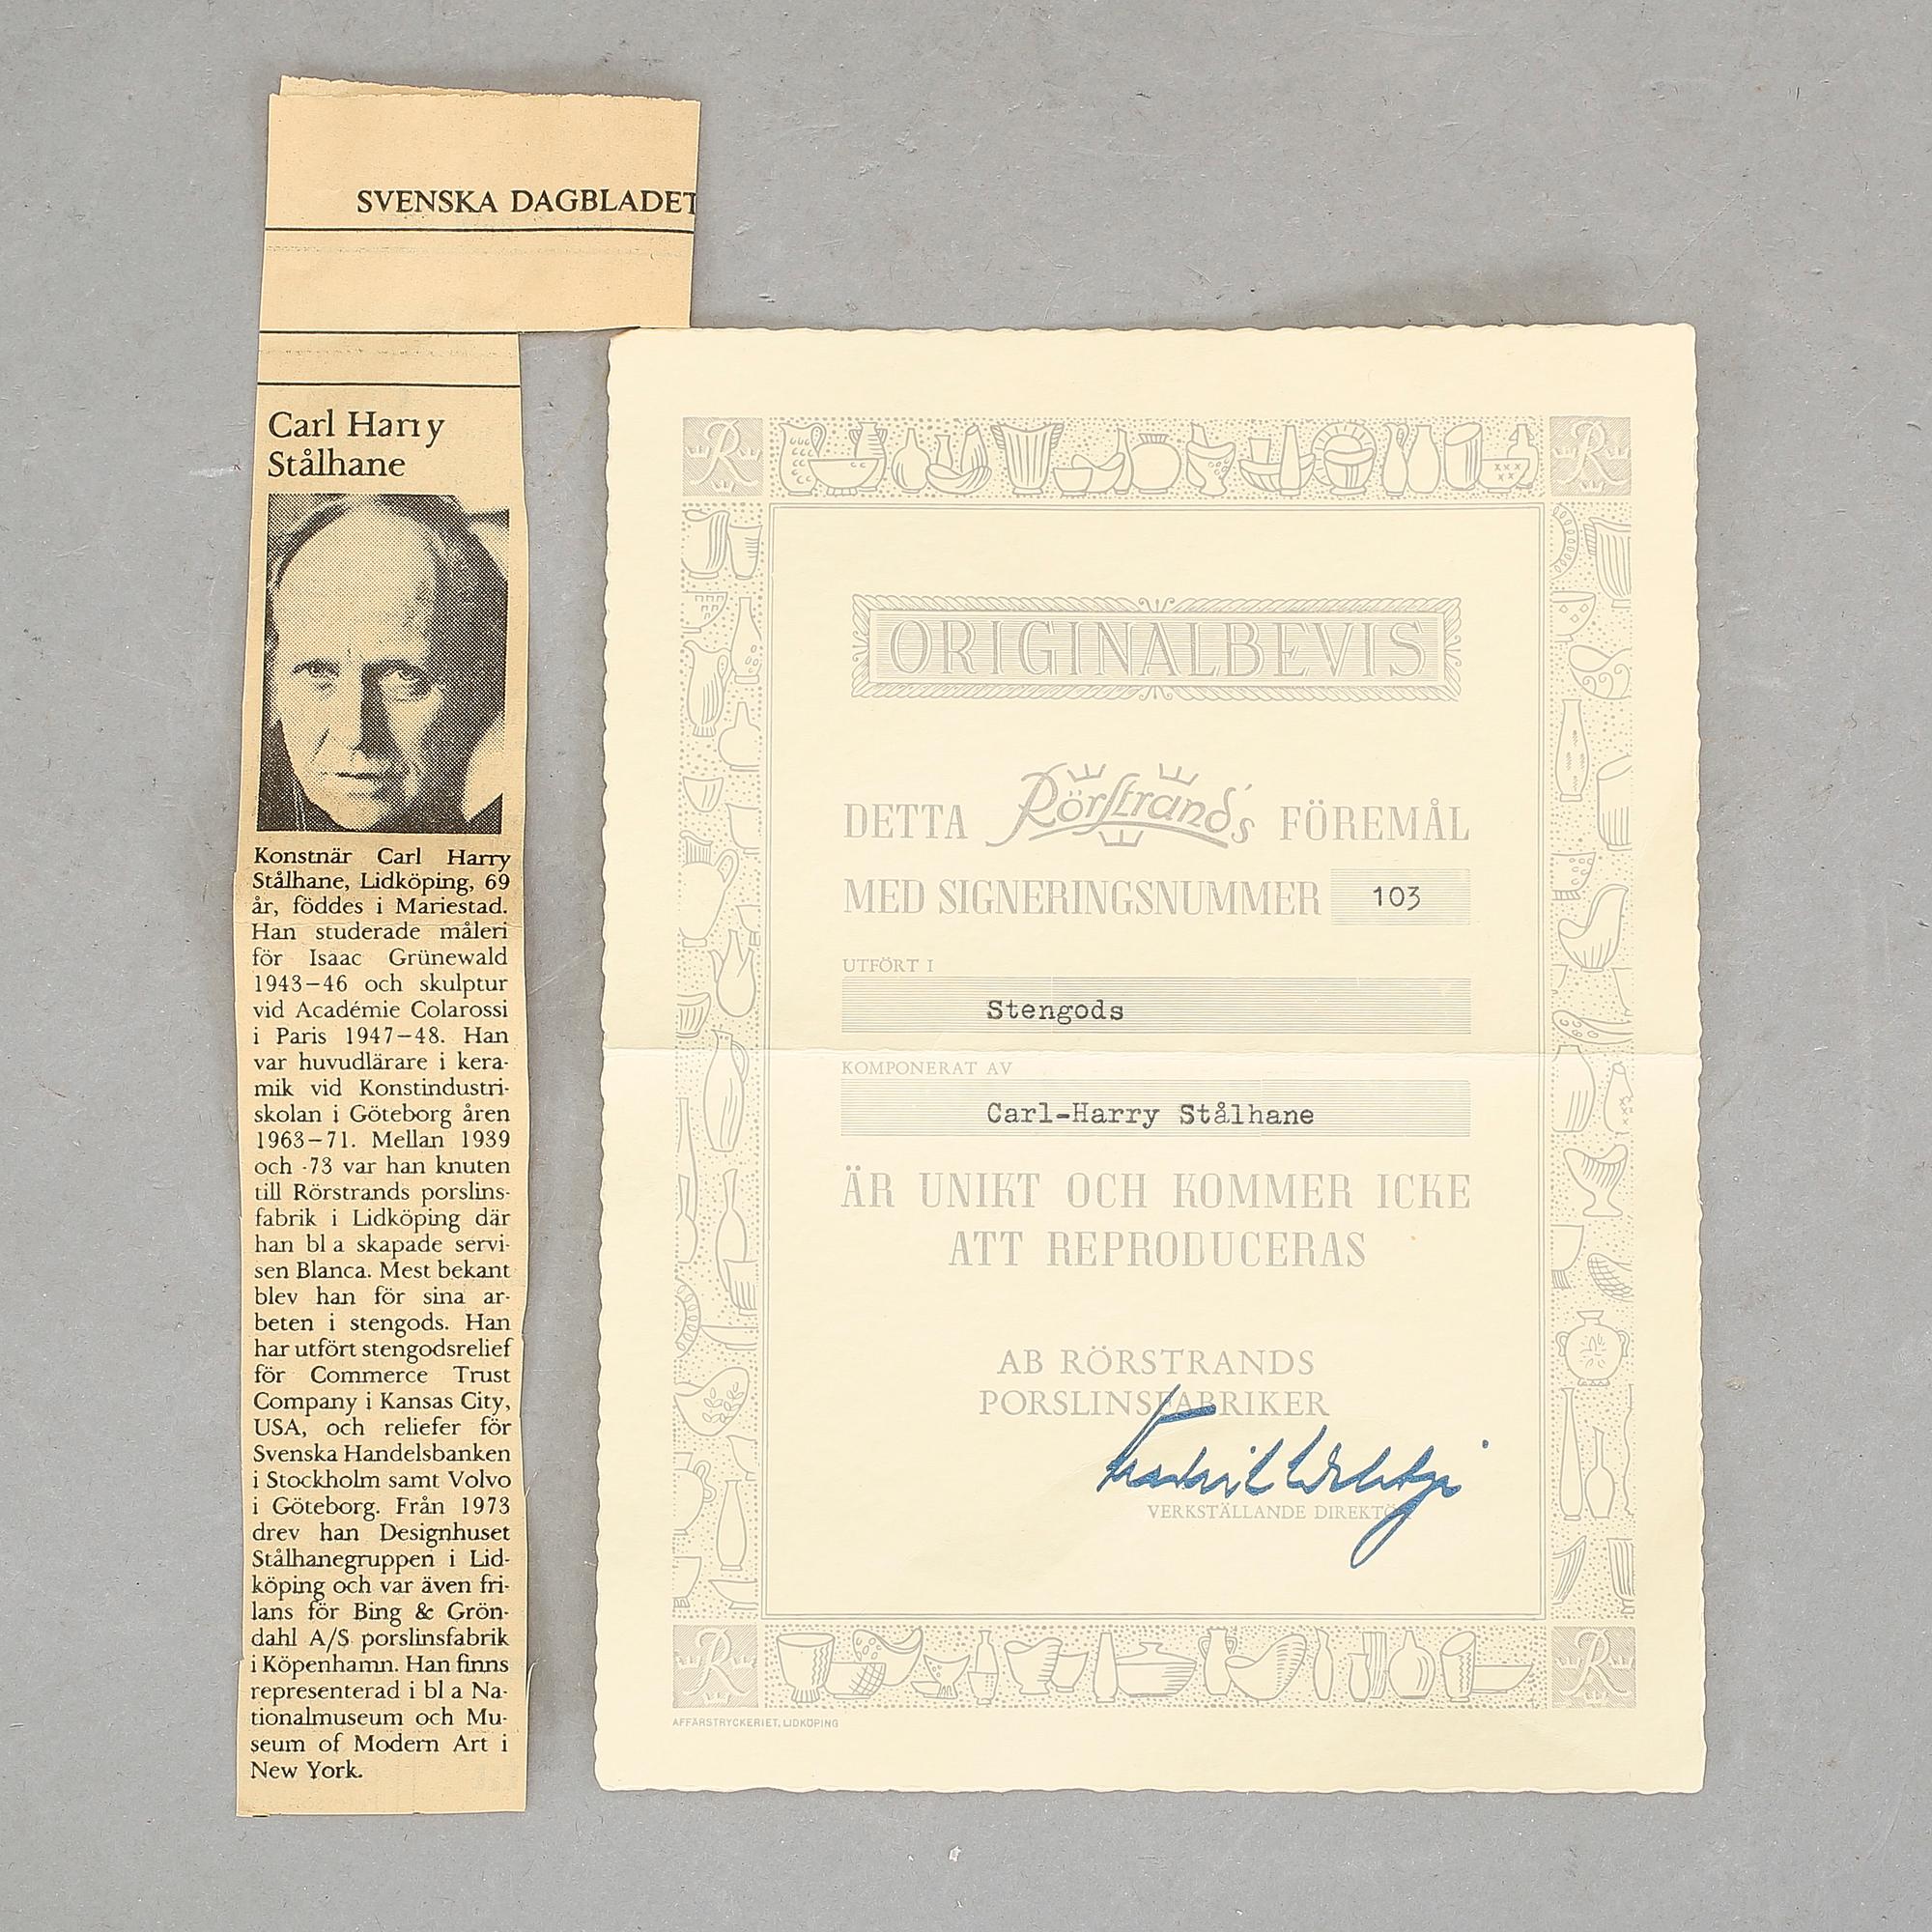 SVENSKA DAGBLADET
Carl Harry
Stålhane
Konstnär Carl Harry
Stålhane, Lidköping, 69
år, föddes i Mariestad.
Han studerade måleri
för Isaac Grünewald
1943–46 och skulptur
vid Académie Colarossi
i Paris 1947–48. Han
var huvudlärare i kera-
mik vid Konstindustri-
skolan i Göteborg åren
1963–71. Mellan 1939
och -73 var han knuten
till Rörstrands porslins-
fabrik i Lidköping där
han bl a skapade servi-
sen Blanca. Mest bekant
blev han för sina ar-
beten i stengods. Han
har utfört stengodsrelief
för Commerce Trust
Company i Kansas City,
USA, och reliefer för
Svenska Handelsbanken
i Stockholm samt Volvo
i Göteborg. Från 1973
drev han Designhuset
Stålhanegruppen i Lid-
köping och var även fri-
lans för Bing & Grön-
dahl A/S porslinsfabrik
i Köpenhamn. Han finns
representerad i bl a Na-
tionalmuseum och Mu-
seum of Modern Art i
New York.
R R
ORIGINALBEVIS
DETTA Rörstrand's FÖREMÅL
MED SIGNERINGSNUMMER 103
UTFÖRT I
Stengods
KOMPONERAT AV
Carl-Harry Stålhane
ÄR UNIKT OCH KOMMER ICKE
ATT REPRODUCERAS
AB RÖRSTRANDS
PORSLINSFABRIKER
VERKSTÄLLANDE DIREKTÖR
R R
AFFÄRSTRYCKERIET, LIDKÖPING